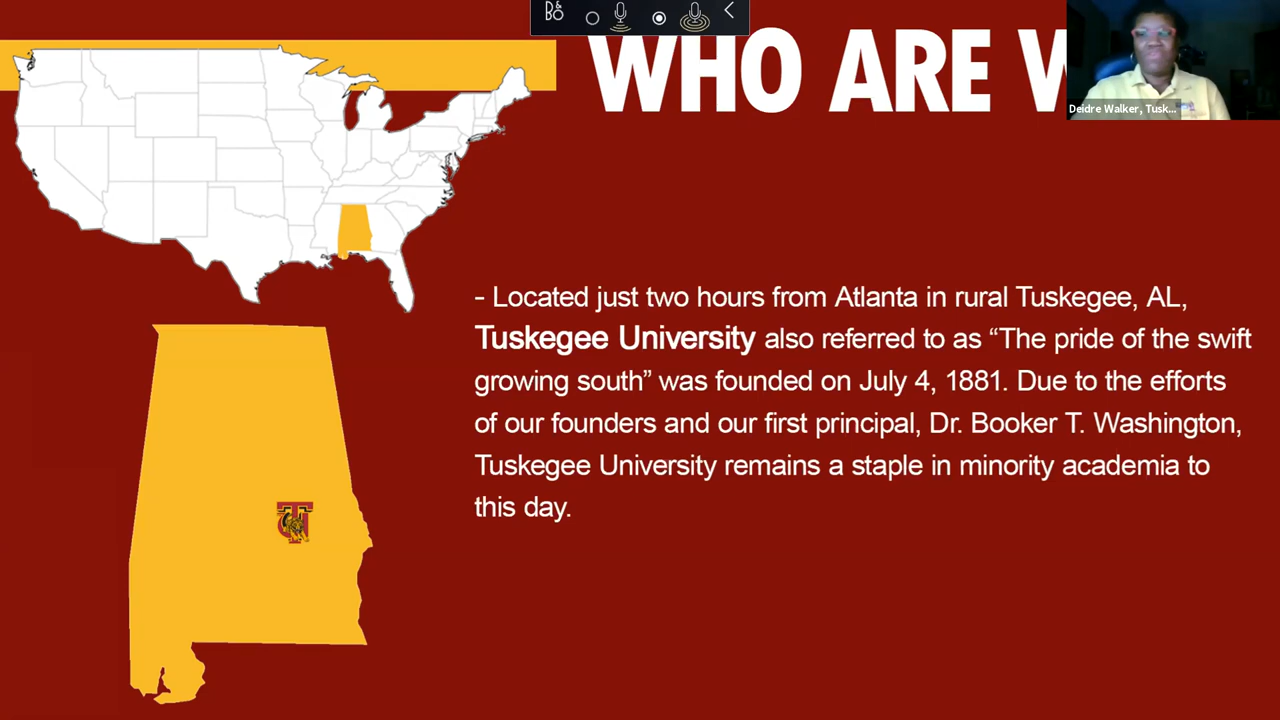 B&O
WHO ARE W
Deidre Walker, Tusk...
- Located just two hours from Atlanta in rural Tuskegee, AL,
Tuskegee University also referred to as “The pride of the swift
growing south” was founded on July 4, 1881. Due to the efforts
of our founders and our first principal, Dr. Booker T. Washington,
Tuskegee University remains a staple in minority academia to
this day.
T